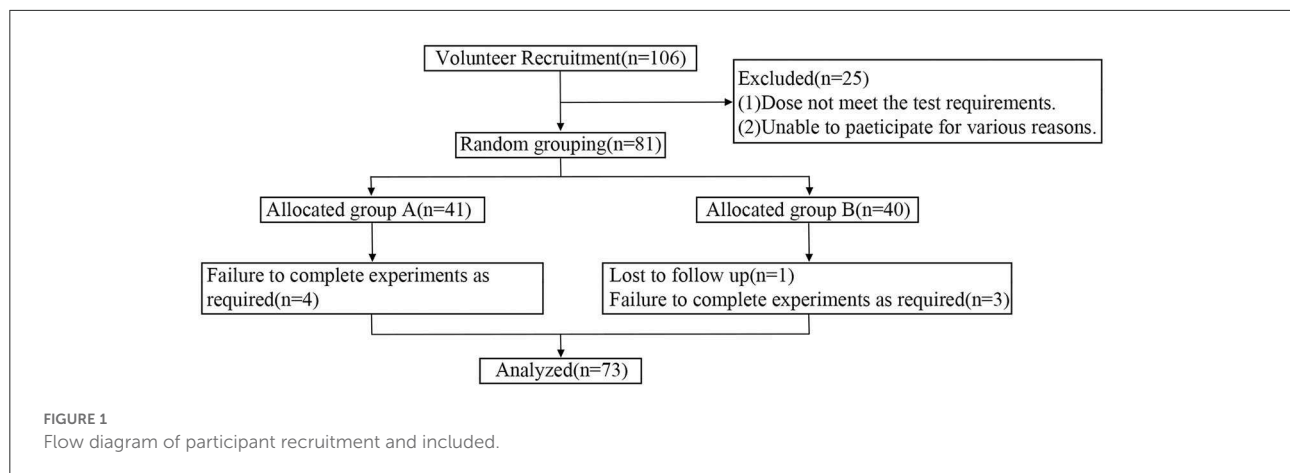 Volunteer Recruitment(n=106)
Excluded(n=25)
(1)Dose not meet the test requirements.
(2)Unable to paeticipate for various reasons.
Random grouping(n=81)
Allocated group A(n=41)
Allocated group B(n=40)
Failure to complete experiments as
required(n=4)
Lost to follow up(n=1)
Failure to complete experiments as required(n=3)
Analyzed(n=73)
FIGURE 1
Flow diagram of participant recruitment and included.